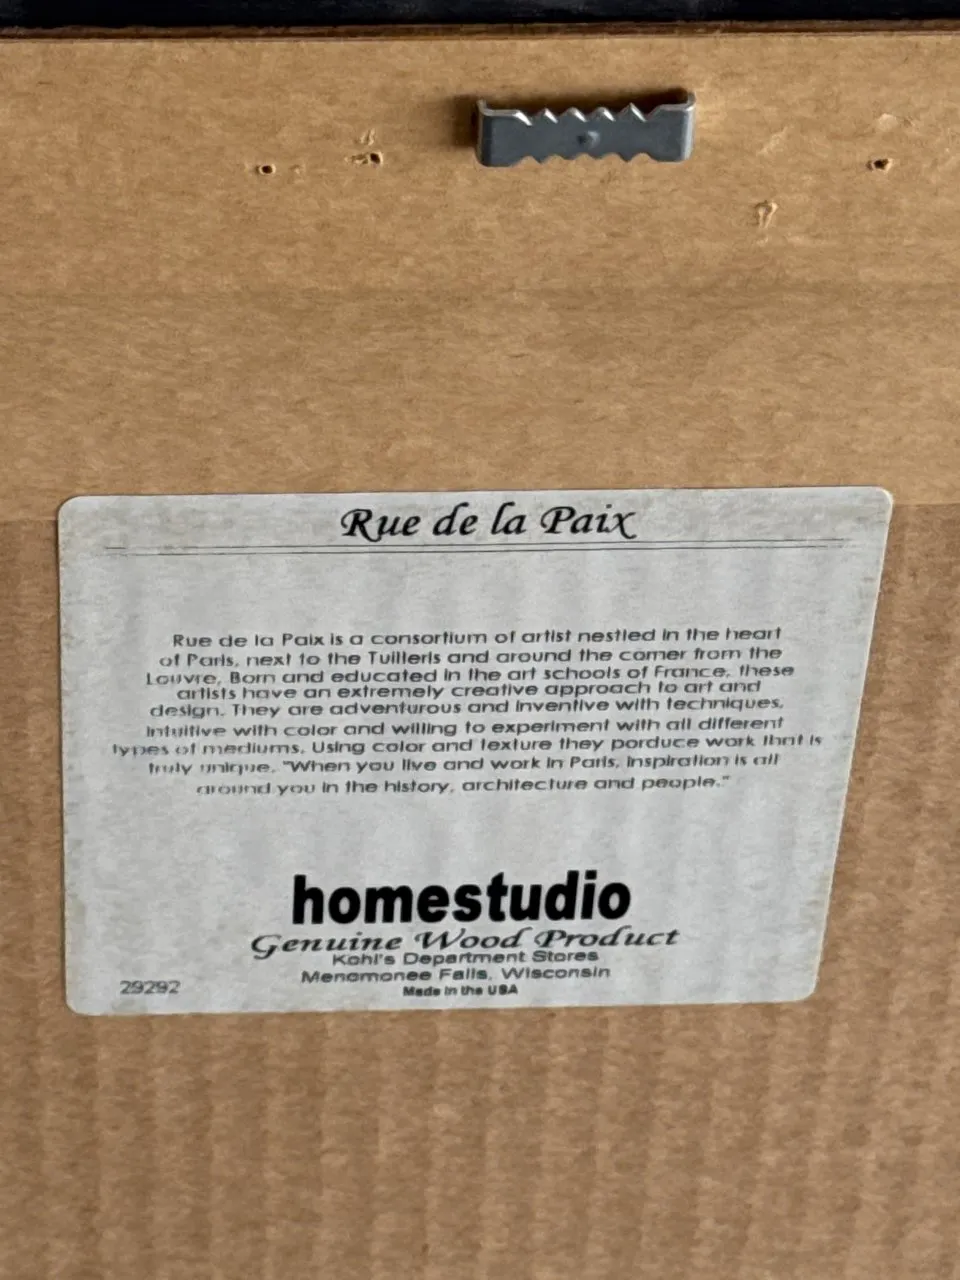 Rue de la Paix
Rue de la Paix is a consortium of artist nestled in the heart
of Paris, next to the Tuilleris and around the corner from the
Louvre, Born and educated in the art schools of France, these
artists have an extremely creative approach to art and
design. They are adventurous and inventive with techniques,
intuitive with color and willing to experiment with all different
types of mediums. Using color and texture they porduce work that is
truly unique. "When you live and work in Paris, inspiration is all
around you in the history, architecture and people."
homestudio
Genuine Wood Product
Kohl's Department Stores
Menomonee Falls, Wisconsin
Made in the USA
29292